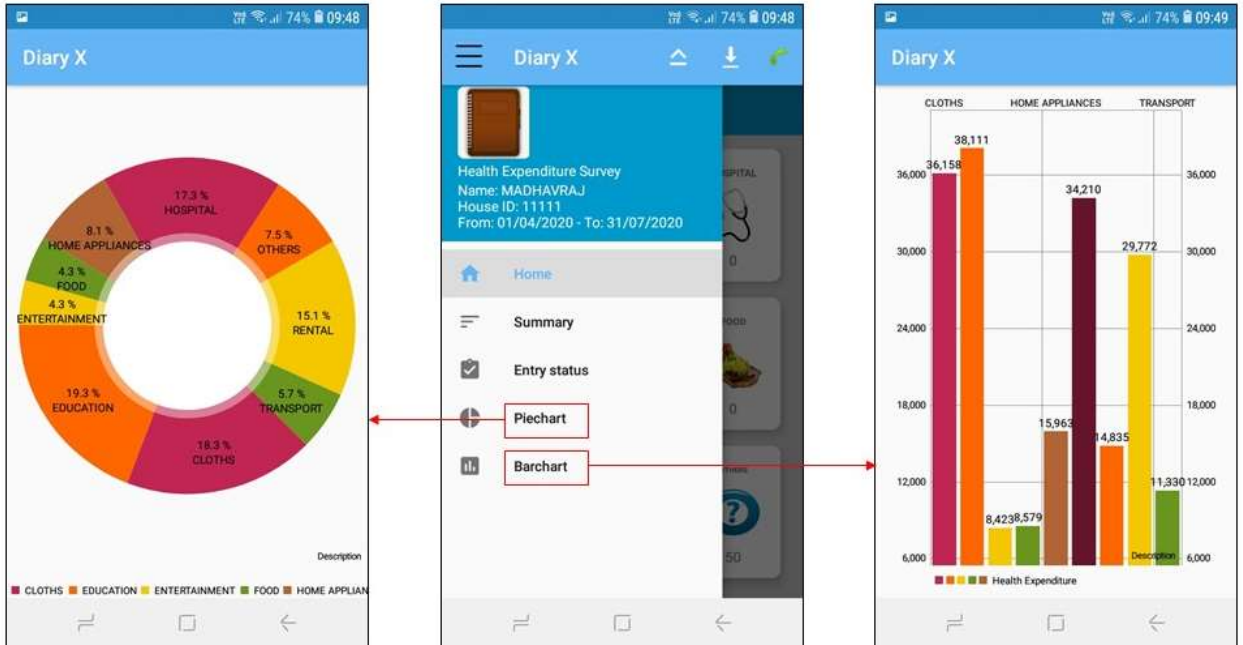 74% 09:48
Diary X
17.3 %
HOSPITAL
7.5 %
OTHERS
8.1 %
HOME APPLIANCES
4.3 %
FOOD
4.3 %
ENTERTAINMENT
15.1 %
RENTAL
19.3 %
EDUCATION
5.7 %
TRANSPORT
18.3 %
CLOTHS
Description
CLOTHS EDUCATION ENTERTAINMENT FOOD HOME APPLIAN
74% 09:48
Diary X
Health Expenditure Survey
Name: MADHAVRAJ
House ID: 11111
From: 01/04/2020 - To: 31/07/2020
SPITAL
0
Home
Summary
FOOD
Entry status
Piechart
0
Barchart
50
74% 09:49
Diary X
CLOTHS HOME APPLIANCES TRANSPORT
38,111
36,158
36,000 36,000
34,210
30,000 30,000
29,772
24,000 24,000
18,000 18,000
15,963
14,835
12,000 11,330 12,000
8,423 8,579
6,000 Description 6,000
Health Expenditure